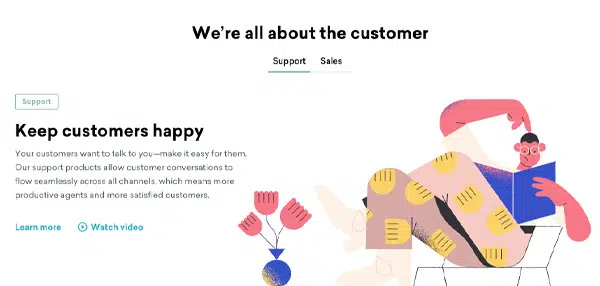 We're all about the customer
Support Sales
Support
Keep customers happy
Your customers want to talk to you—make it easy for them.
Our support products allow customer conversations to
flow seamlessly across all channels, which means more
productive agents and more satisfied customers.
Learn more Watch video